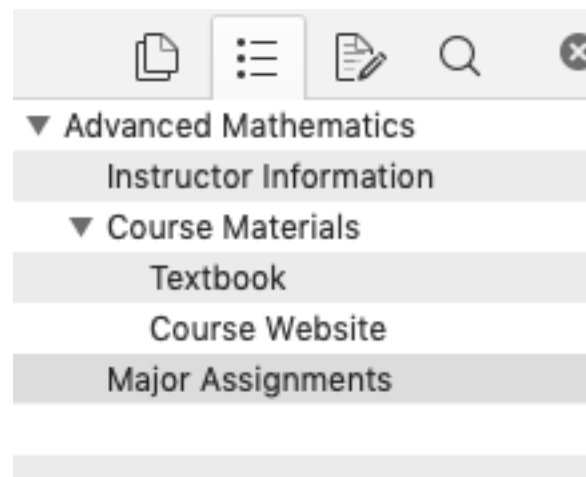 Advanced Mathematics
Instructor Information
Course Materials
Textbook
Course Website
Major Assignments